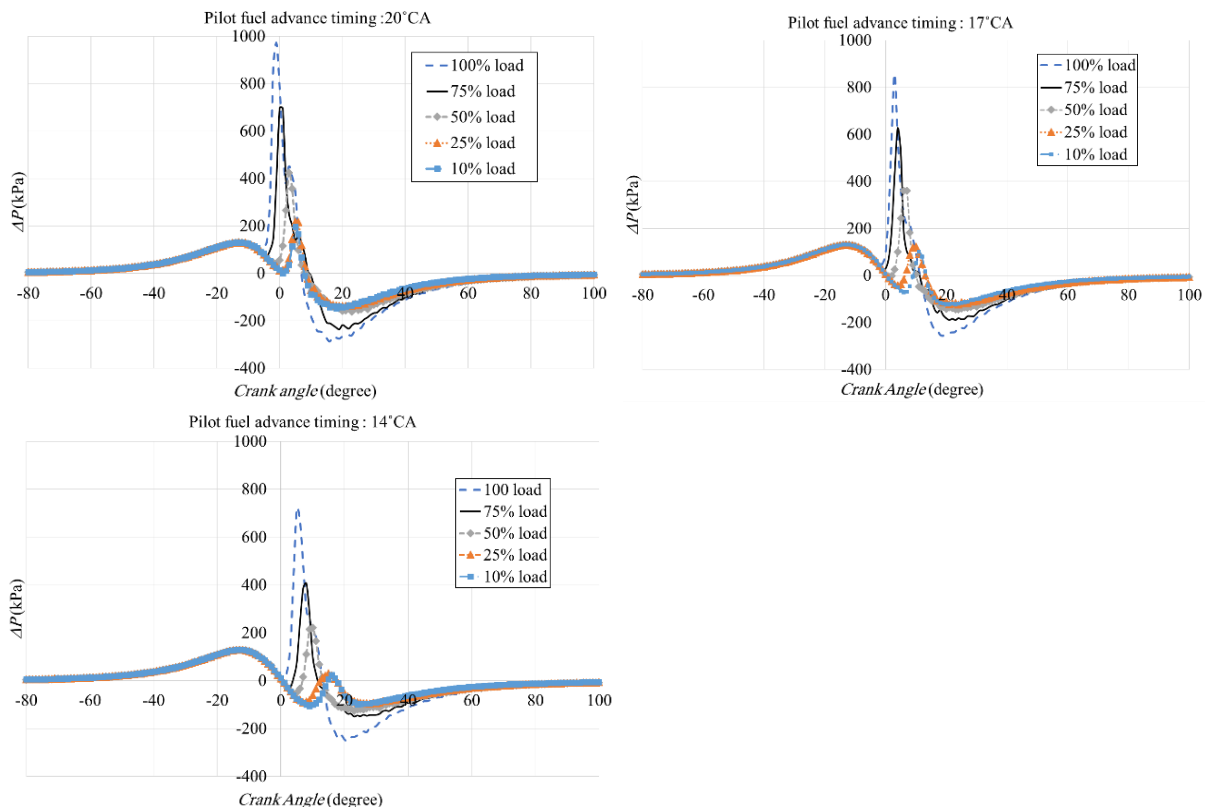 Pilot fuel advance timing :20˚CA
1000
800
600
400
200
0
-200
-400
-80 -60 -40 -20 0 20 40 60 80 100
ΔP (kPa)
Crank angle (degree)
100% load
75% load
50% load
25% load
10% load
Pilot fuel advance timing : 17˚CA
1000
800
600
400
200
0
-200
-400
-80 -60 -40 -20 0 20 40 60 80 100
ΔP (kPa)
Crank Angle (degree)
100% load
75% load
50% load
25% load
10% load
Pilot fuel advance timing : 14˚CA
1000
800
600
400
200
0
-200
-400
-80 -60 -40 -20 0 20 40 60 80 100
ΔP (kPa)
Crank Angle (degree)
100 load
75% load
50% load
25% load
10% load